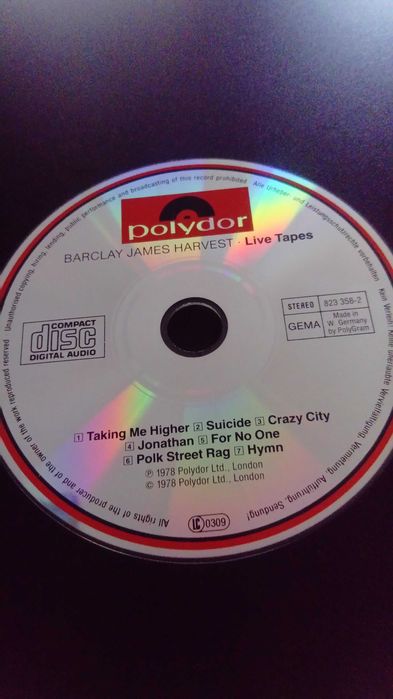 polydor
BARCLAY JAMES HARVEST · Live Tapes
COMPACT
disc
DIGITAL AUDIO
STEREO 823 356-2
GEMA Made in
W. Germany
by PolyGram
1 Taking Me Higher 2 Suicide 3 Crazy City
4 Jonathan 5 For No One
6 Polk Street Rag 7 Hymn
℗ 1978 Polydor Ltd., London
© 1978 Polydor Ltd., London
LC 0309
All rights of the producer and of the owner of the work reproduced reserved Unauthorised copying, hiring, lending, public performance and broadcasting of this record prohibited Alle Urheber- und Leistungsschutzrechte vorbehalten Kein Verleih! Keine unerlaubte Vervielfältigung, Vermietung, Aufführung, Sendung!